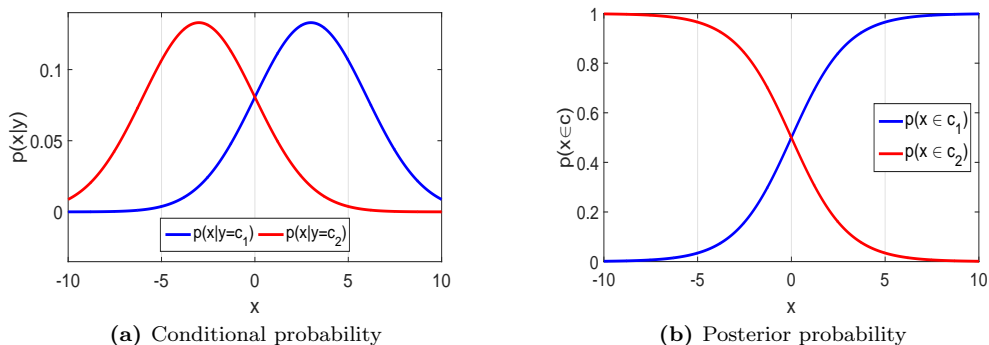 0.1
0.05
0
p(x|y)
-10 -5 0 5 10
x
p(x|y=c₁) p(x|y=c₂)
(a) Conditional probability
1
0.8
0.6
0.4
0.2
0
p(x∈c)
-10 -5 0 5 10
x
p(x ∈ c₁)
p(x ∈ c₂)
(b) Posterior probability